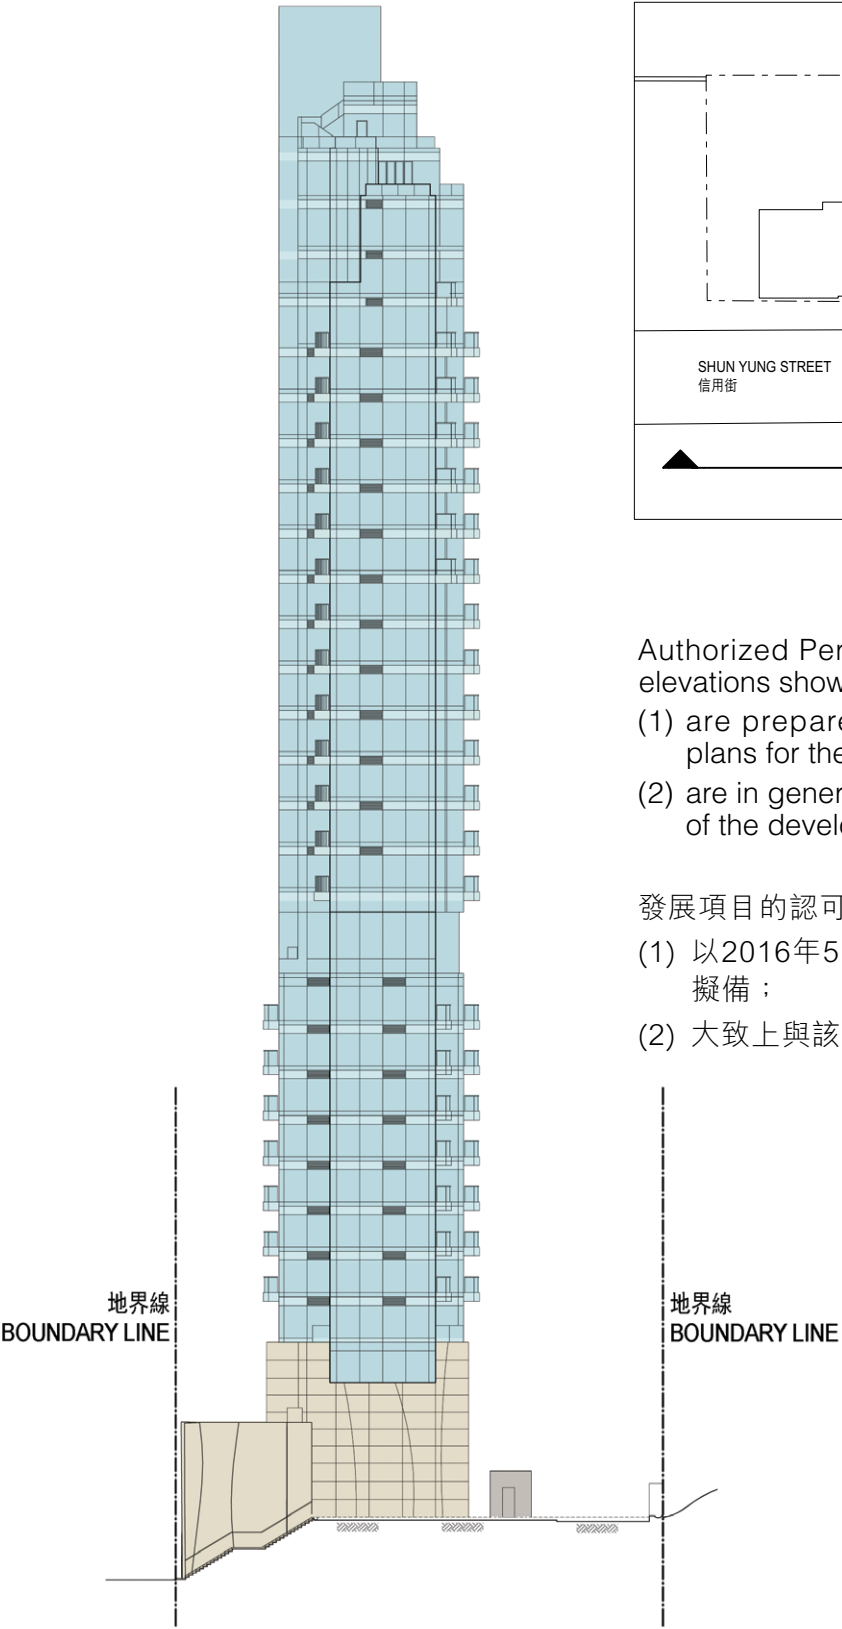 SHUN YUNG STREET
信用街
Authorized Per
elevations show
(1) are prepare
plans for the
(2) are in gener
of the develo
發展項目的認可
(1) 以2016年5
擬備；
(2) 大致上與該
地界線
BOUNDARY LINE
地界線
BOUNDARY LINE